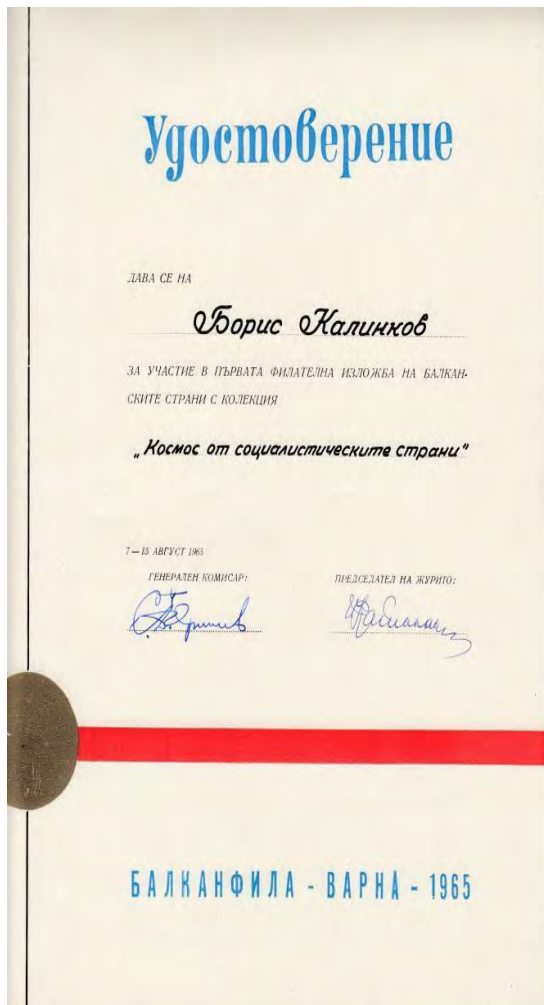 Удостоверение
ДАВА СЕ НА
Борис Калинков
ЗА УЧАСТИЕ В ПЪРВАТА ФИЛАТЕЛНА ИЗЛОЖБА НА БАЛКАН-
СКИТЕ СТРАНИ С КОЛЕКЦИЯ
„Космос от социалистическите страни"
7 — 15 АВГУСТ 1965
ГЕНЕРАЛЕН КОМИСАР: ПРЕДСЕДАТЕЛ НА ЖУРИТО:
БАЛКАНФИЛА - ВАРНА - 1965